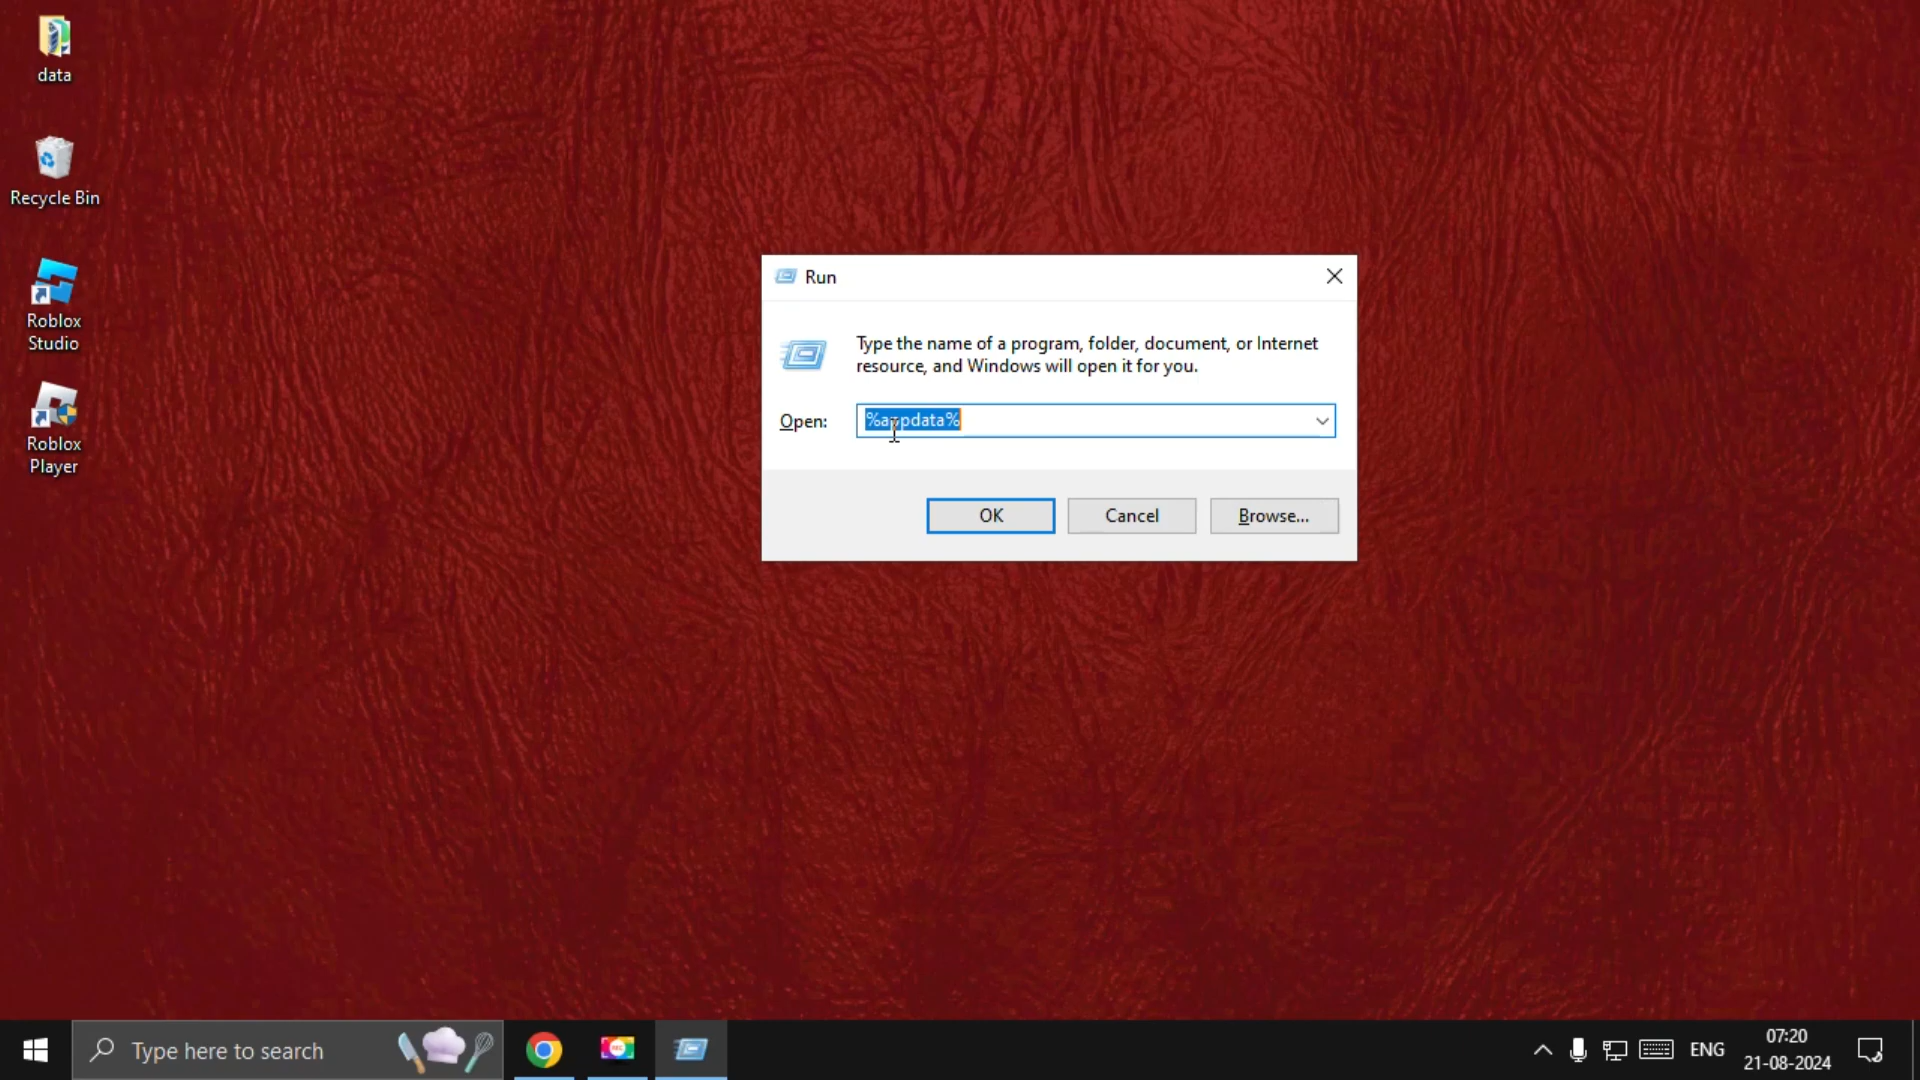 data
Recycle Bin
Roblox
Studio
Roblox
Player
Run
Type the name of a program, folder, document, or Internet
resource, and Windows will open it for you.
Open:
%appdata%
OK
Cancel
Browse...
Type here to search
ENG
07:20
21-08-2024